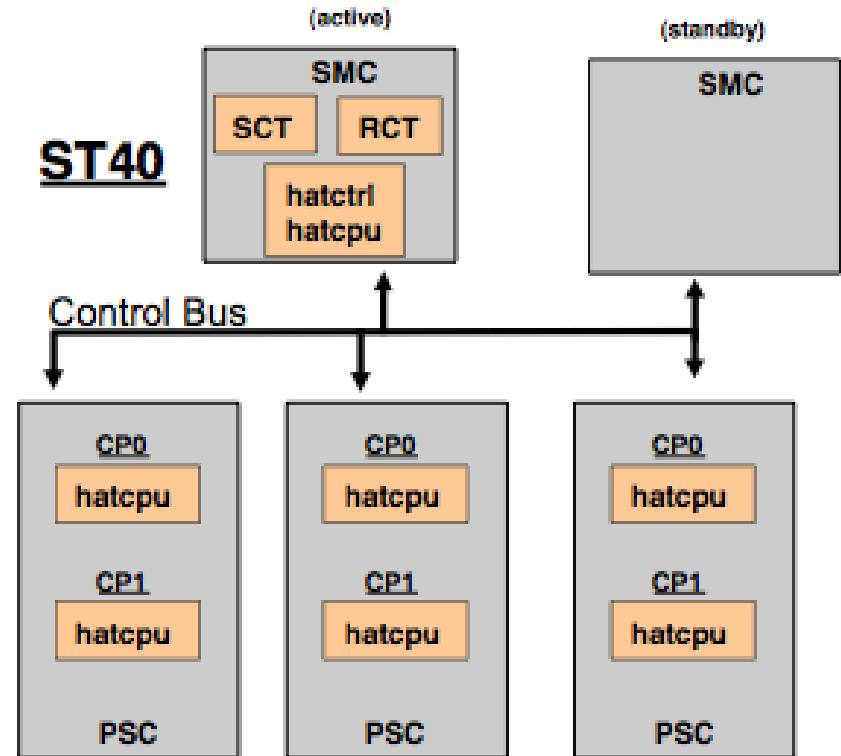 (active)
(standby)
SMC
SMC
SCT
RCT
ST40
hatctrl
hatcpu
Control Bus
CP0
CP0
CP0
hatcpu
hatcpu
hatcpu
CP1
CP1
CP1
hatcpu
hatcpu
hatcpu
PSC
PSC
PSC